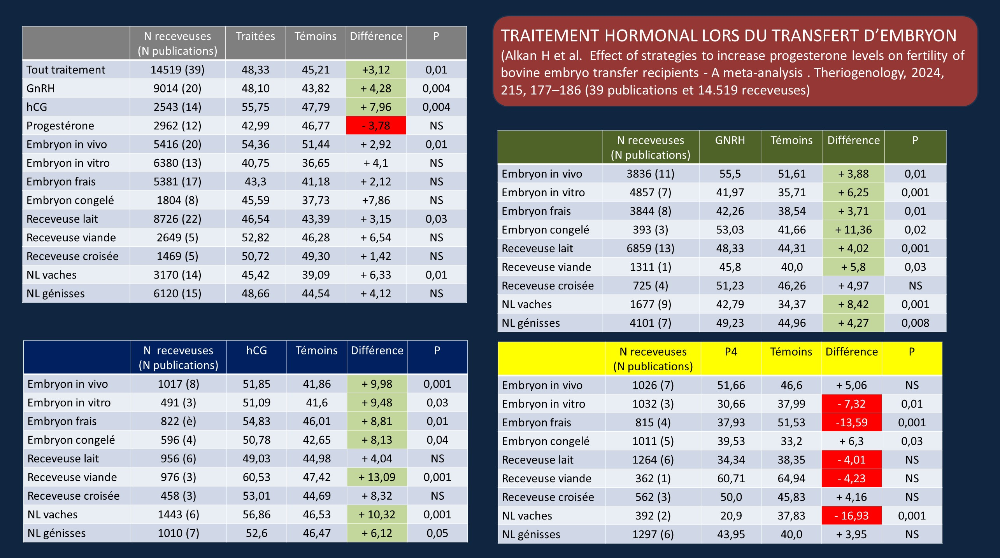 N receveuses (N publications) Traitées Témoins Différence P
Tout traitement 14519 (39) 48,33 45,21 +3,12 0,01
GnRH 9014 (20) 48,10 43,82 + 4,28 0,004
hCG 2543 (14) 55,75 47,79 + 7,96 0,004
Progestérone 2962 (12) 42,99 46,77 - 3,78 NS
Embryon in vivo 5416 (20) 54,36 51,44 + 2,92 0,01
Embryon in vitro 6380 (13) 40,75 36,65 + 4,1 NS
Embryon frais 5381 (17) 43,3 41,18 + 2,12 NS
Embryon congelé 1804 (8) 45,59 37,73 +7,86 NS
Receveuse lait 8726 (22) 46,54 43,39 + 3,15 0,03
Receveuse viande 2649 (5) 52,82 46,28 + 6,54 NS
Receveuse croisée 1469 (5) 50,72 49,30 + 1,42 NS
NL vaches 3170 (14) 45,42 39,09 + 6,33 0,01
NL génisses 6120 (15) 48,66 44,54 + 4,12 NS
TRAITEMENT HORMONAL LORS DU TRANSFERT D’EMBRYON
(Alkan H et al. Effect of strategies to increase progesterone levels on fertility of
bovine embryo transfer recipients - A meta-analysis . Theriogenology, 2024,
215, 177–186 (39 publications et 14.519 receveuses)
N receveuses (N publications) GNRH Témoins Différence P
Embryon in vivo 3836 (11) 55,5 51,61 + 3,88 0,01
Embryon in vitro 4857 (7) 41,97 35,71 + 6,25 0,001
Embryon frais 3844 (8) 42,26 38,54 + 3,71 0,01
Embryon congelé 393 (3) 53,03 41,66 + 11,36 0,02
Receveuse lait 6859 (13) 48,33 44,31 + 4,02 0,001
Receveuse viande 1311 (1) 45,8 40,0 + 5,8 0,03
Receveuse croisée 725 (4) 51,23 46,26 + 4,97 NS
NL vaches 1677 (9) 42,79 34,37 + 8,42 0,001
NL génisses 4101 (7) 49,23 44,96 + 4,27 0,008
N receveuses (N publications) hCG Témoins Différence P
Embryon in vivo 1017 (8) 51,85 41,86 + 9,98 0,001
Embryon in vitro 491 (3) 51,09 41,6 + 9,48 0,03
Embryon frais 822 (è) 54,83 46,01 + 8,81 0,01
Embryon congelé 596 (4) 50,78 42,65 + 8,13 0,04
Receveuse lait 956 (6) 49,03 44,98 + 4,04 NS
Receveuse viande 976 (3) 60,53 47,42 + 13,09 0,001
Receveuse croisée 458 (3) 53,01 44,69 + 8,32 NS
NL vaches 1443 (6) 56,86 46,53 + 10,32 0,001
NL génisses 1010 (7) 52,6 46,47 + 6,12 0,05
N receveuses (N publications) P4 Témoins Différence P
Embryon in vivo 1026 (7) 51,66 46,6 + 5,06 NS
Embryon in vitro 1032 (3) 30,66 37,99 - 7,32 0,01
Embryon frais 815 (4) 37,93 51,53 -13,59 0,001
Embryon congelé 1011 (5) 39,53 33,2 + 6,3 0,03
Receveuse lait 1264 (6) 34,34 38,35 - 4,01 NS
Receveuse viande 362 (1) 60,71 64,94 - 4,23 NS
Receveuse croisée 562 (3) 50,0 45,83 + 4,16 NS
NL vaches 392 (2) 20,9 37,83 - 16,93 0,001
NL génisses 1297 (6) 43,95 40,0 + 3,95 NS